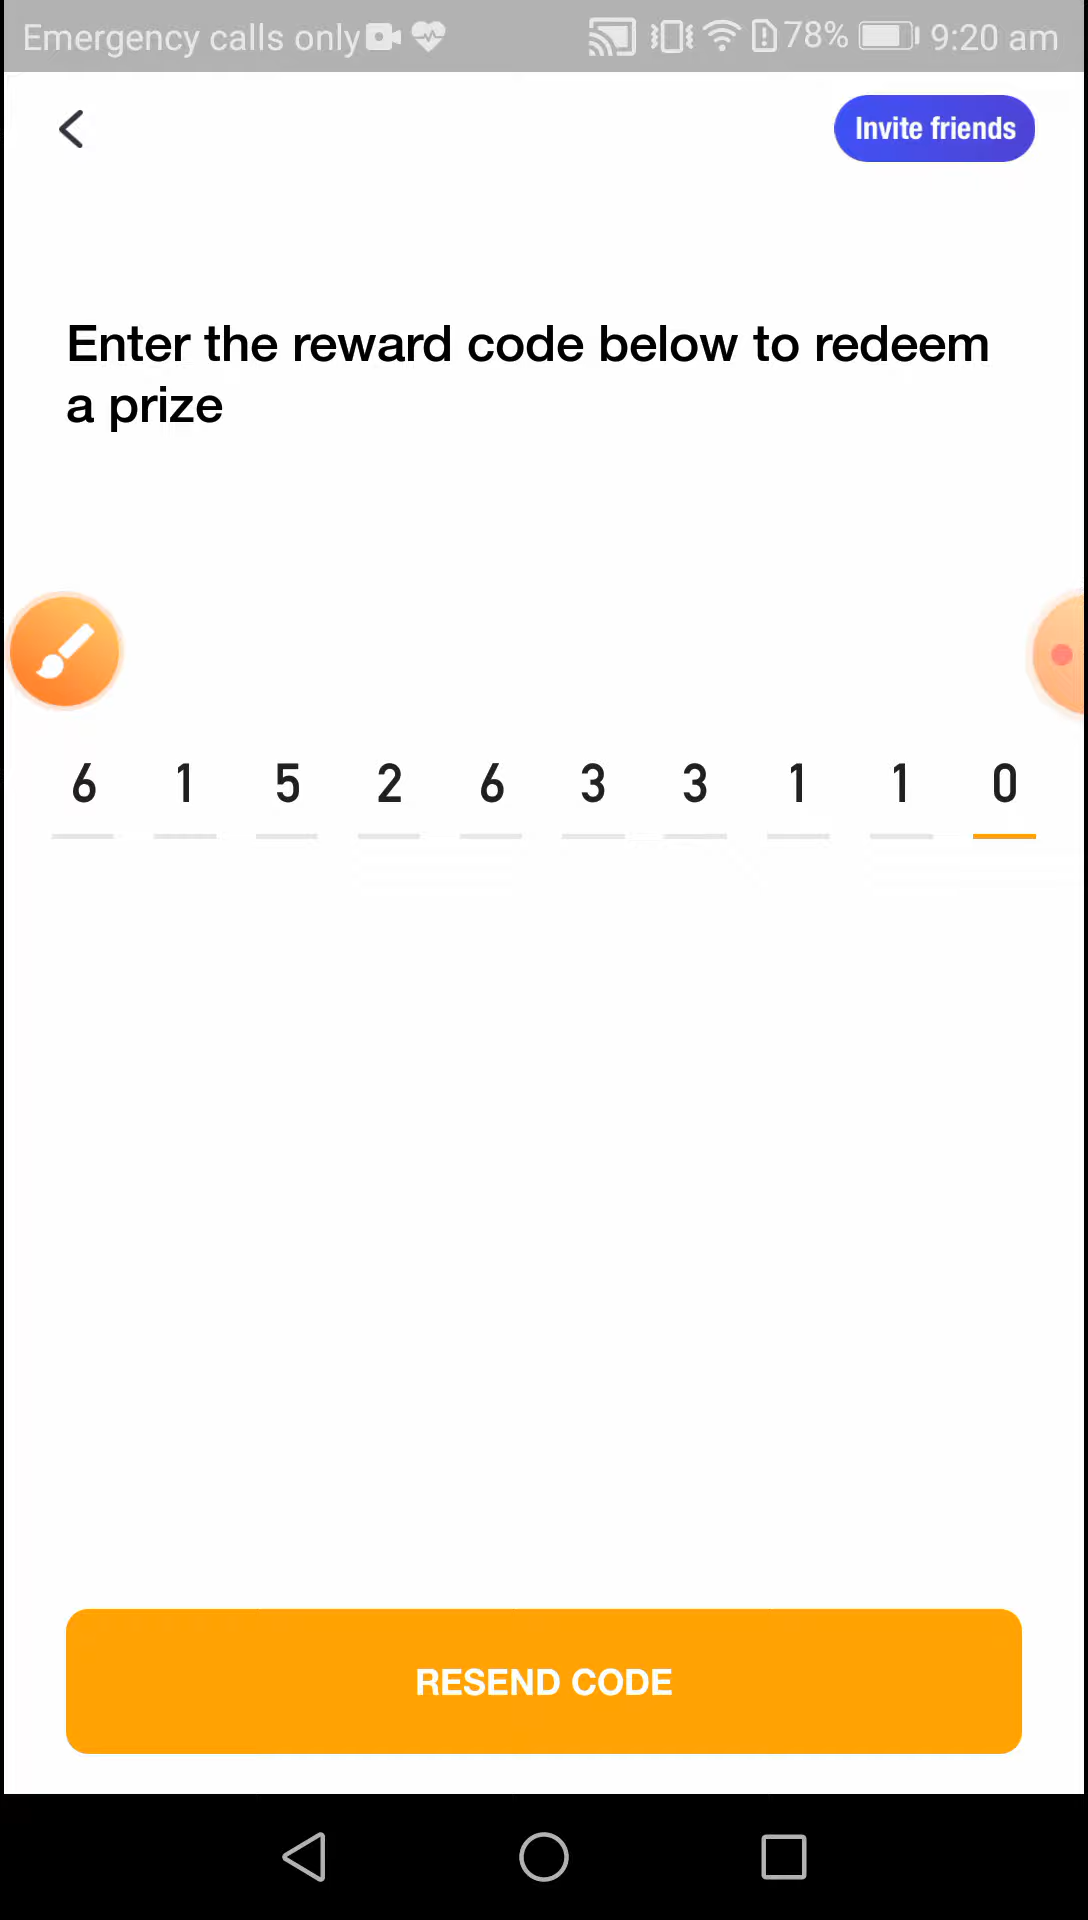 Emergency calls only 78% 9:20 am
Invite friends
Enter the reward code below to redeem
a prize
6 1 5 2 6 3 3 1 1 0
RESEND CODE